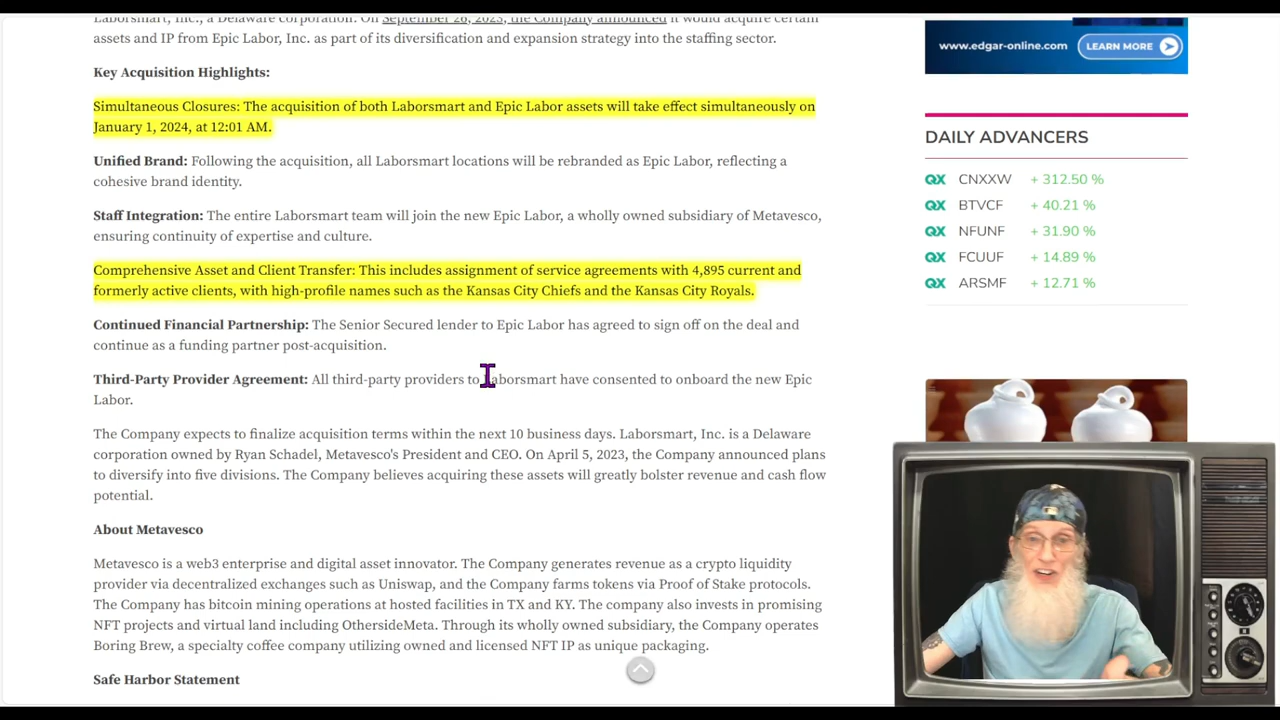 Laborsmart, Inc., a Delaware corporation. On September 26, 2023, the Company announced it would acquire certain
assets and IP from Epic Labor, Inc. as part of its diversification and expansion strategy into the staffing sector.
Key Acquisition Highlights:
Simultaneous Closures: The acquisition of both Laborsmart and Epic Labor assets will take effect simultaneously on
January 1, 2024, at 12:01 AM.
Unified Brand: Following the acquisition, all Laborsmart locations will be rebranded as Epic Labor, reflecting a
cohesive brand identity.
Staff Integration: The entire Laborsmart team will join the new Epic Labor, a wholly owned subsidiary of Metavesco,
ensuring continuity of expertise and culture.
Comprehensive Asset and Client Transfer: This includes assignment of service agreements with 4,895 current and
formerly active clients, with high-profile names such as the Kansas City Chiefs and the Kansas City Royals.
Continued Financial Partnership: The Senior Secured lender to Epic Labor has agreed to sign off on the deal and
continue as a funding partner post-acquisition.
Third-Party Provider Agreement: All third-party providers to Laborsmart have consented to onboard the new Epic
Labor.
The Company expects to finalize acquisition terms within the next 10 business days. Laborsmart, Inc. is a Delaware
corporation owned by Ryan Schadel, Metavesco's President and CEO. On April 5, 2023, the Company announced plans
to diversify into five divisions. The Company believes acquiring these assets will greatly bolster revenue and cash flow
potential.
About Metavesco
Metavesco is a web3 enterprise and digital asset innovator. The Company generates revenue as a crypto liquidity
provider via decentralized exchanges such as Uniswap, and the Company farms tokens via Proof of Stake protocols.
The Company has bitcoin mining operations at hosted facilities in TX and KY. The company also invests in promising
NFT projects and virtual land including OthersideMeta. Through its wholly owned subsidiary, the Company operates
Boring Brew, a specialty coffee company utilizing owned and licensed NFT IP as unique packaging.
Safe Harbor Statement
www.edgar-online.com LEARN MORE
DAILY ADVANCERS
QX CNXXW + 312.50 %
QX BTVCF + 40.21 %
QX NFUNF + 31.90 %
QX FCUUF + 14.89 %
QX ARSMF + 12.71 %